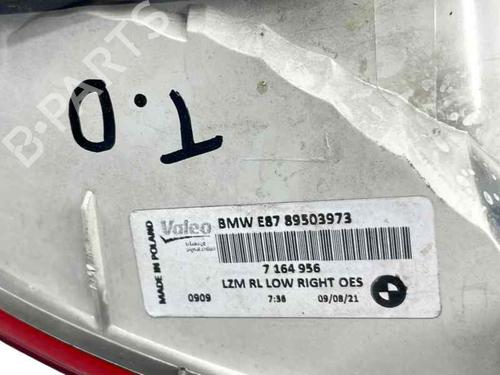 B-PARTS
T.D
MADE IN POLAND
Valeo
BMW E87 89503973
7 164 956
LZM RL LOW RIGHT OES
0909 7:36 09/08/21